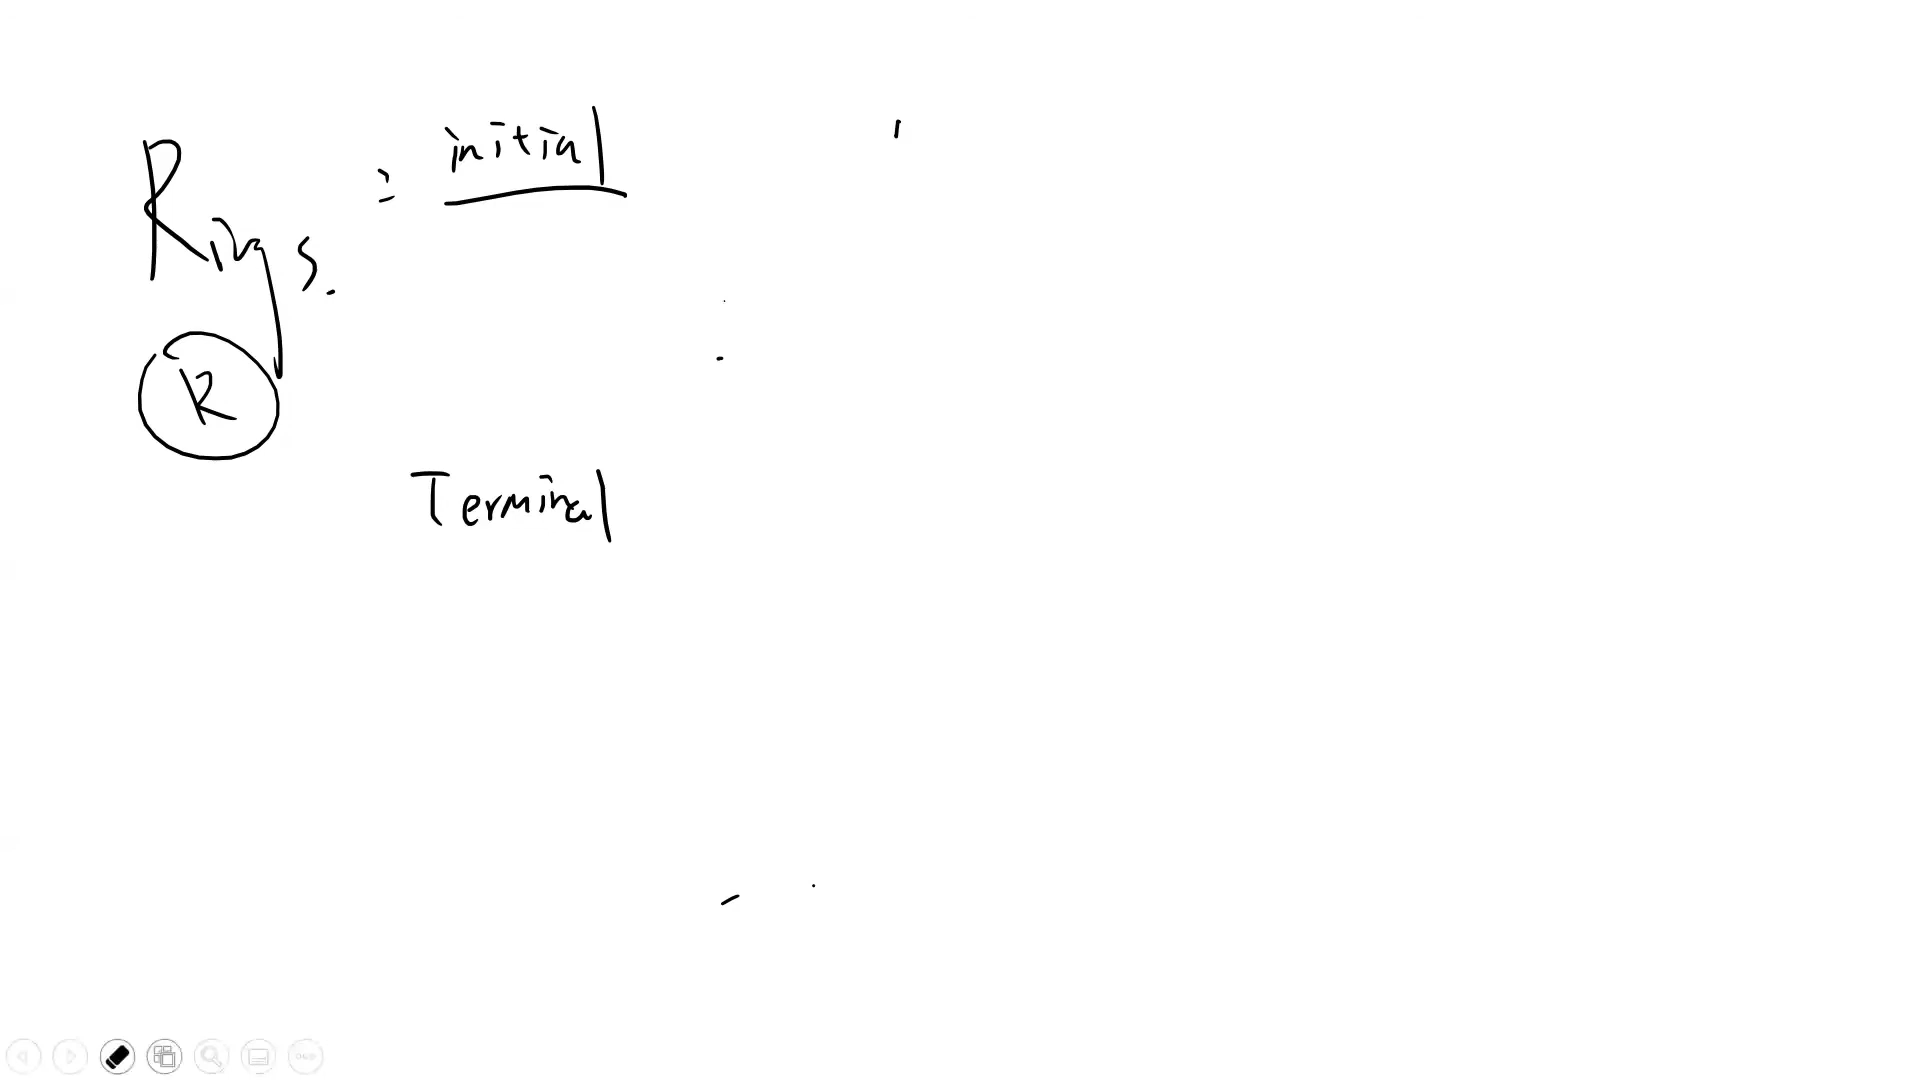 Rings. : initial
R
Terminal